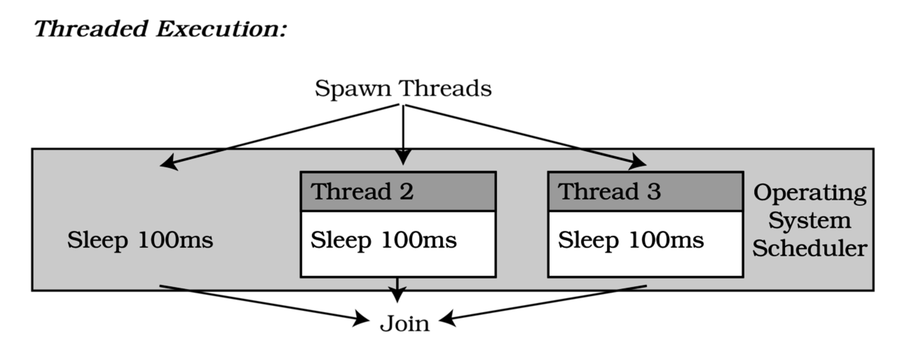 Threaded Execution:
Spawn Threads
Sleep 100ms
Thread 2
Sleep 100ms
Thread 3
Sleep 100ms
Operating
System
Scheduler
Join